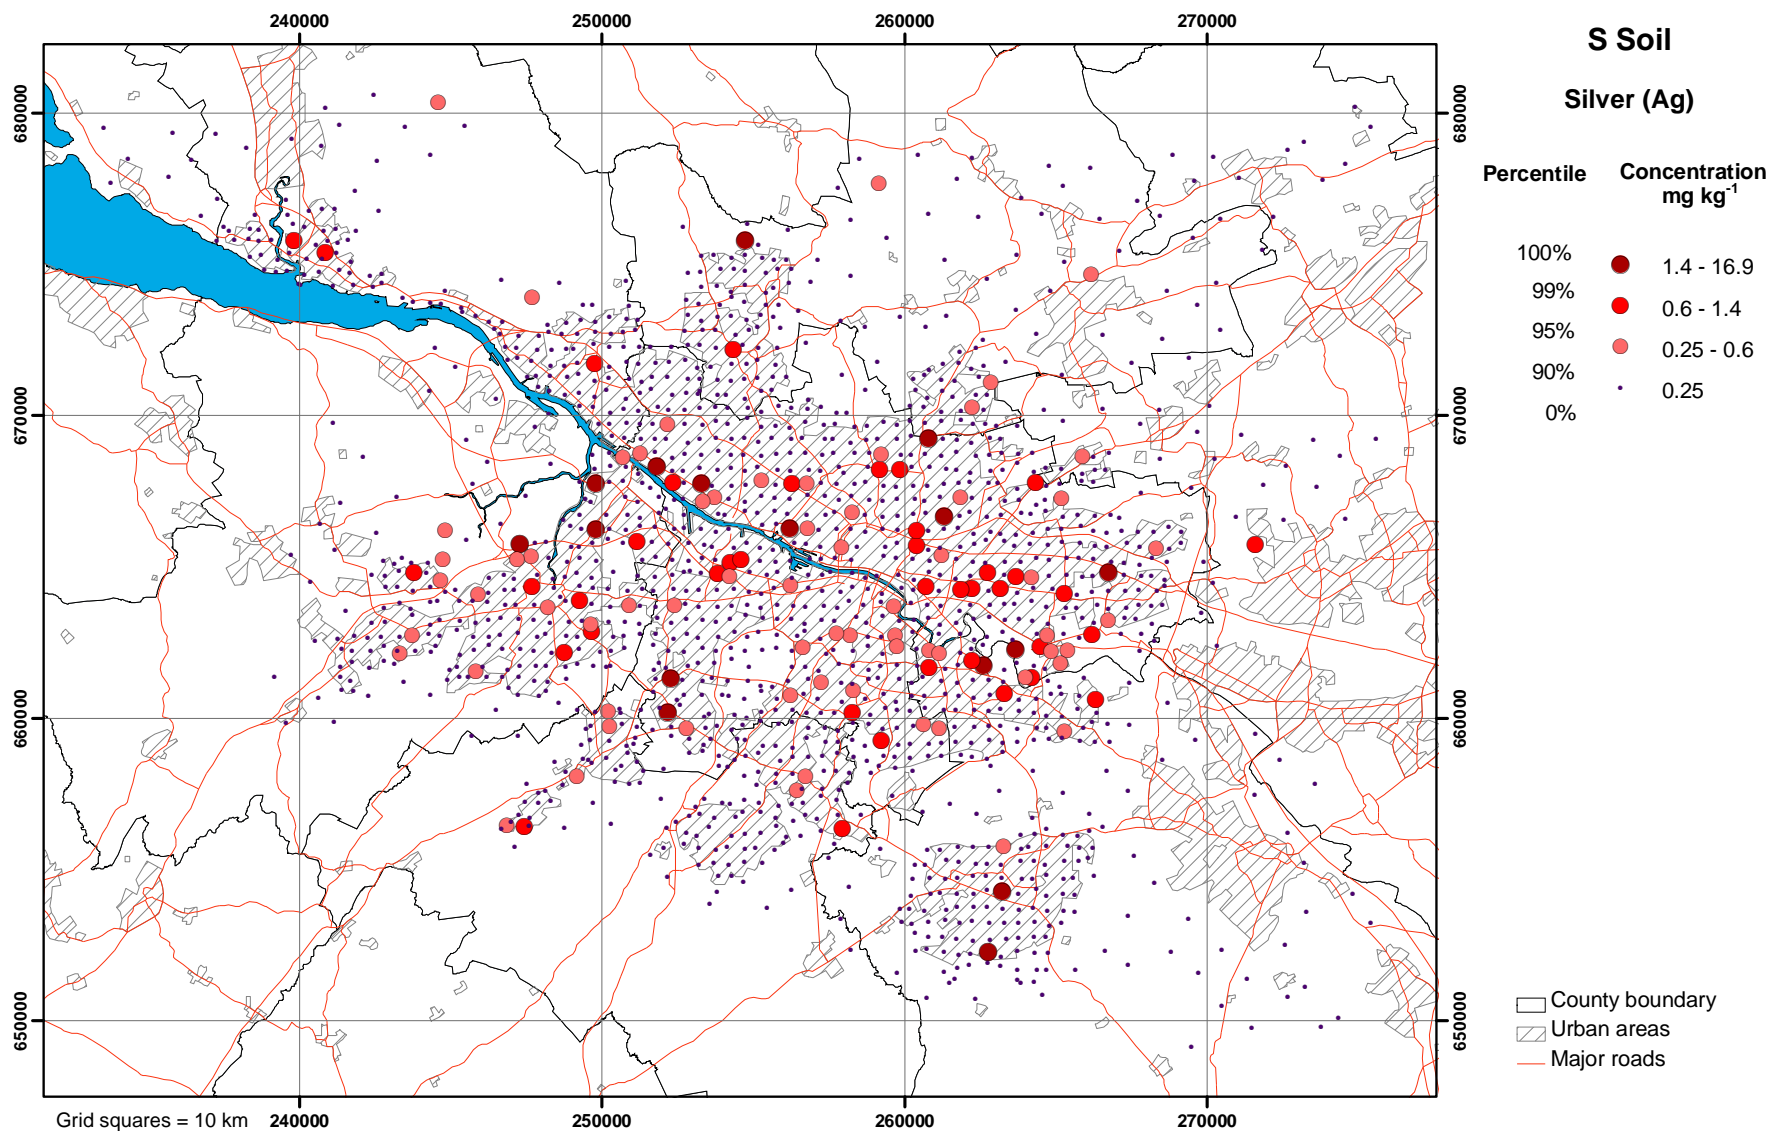 240000 250000 260000 270000
S Soil
Silver (Ag)
Percentile Concentration
mg kg-1
100%
1.4 - 16.9
99%
0.6 - 1.4
95%
0.25 - 0.6
90%
0.25
0%
680000 680000
670000 670000
660000 660000
650000 650000
County boundary
Urban areas
Major roads
Grid squares = 10 km
240000 250000 260000 270000